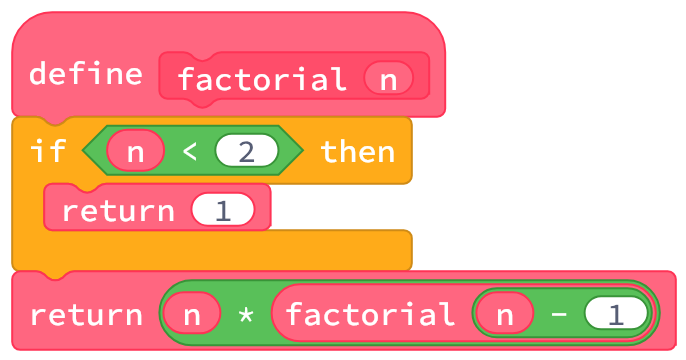 define factorial n
if n < 2 then
return 1
return n * factorial n - 1